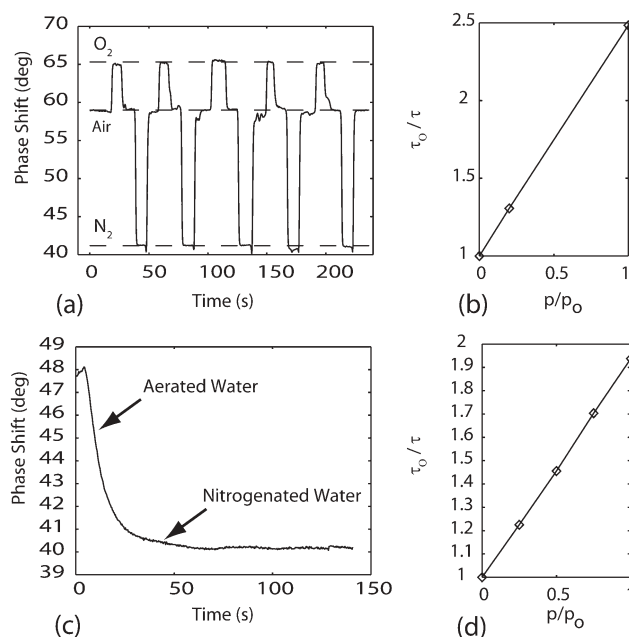 70
O2
65
60
Air
55
50
45
N2
40
0 50 100 150 200
Phase Shift (deg)
Time (s)
(a)
2.5
2
1.5
1
0 0.5 1
τo / τ
p/po
(b)
49
48
47
46
45
44
43
42
41
40
39
0 50 100 150
Aerated Water
Nitrogenated Water
Phase Shift (deg)
Time (s)
(c)
2
1.9
1.8
1.7
1.6
1.5
1.4
1.3
1.2
1.1
1
0 0.5 1
τo / τ
p/po
(d)